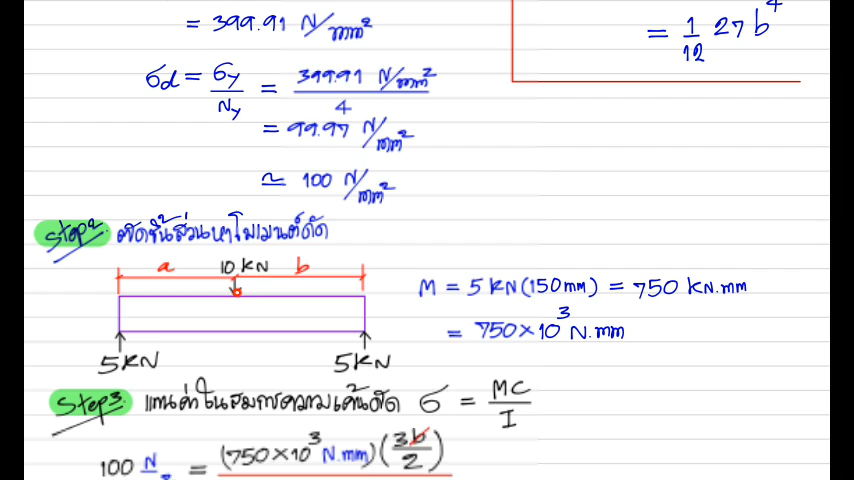 = 399.91 N/mm²
= 1/12 27 b⁴
σd = σy/Ny = 399.91 N/mm² / 4
= 99.97 N/mm²
≃ 100 N/mm²
Step2 ตัดชิ้นส่วนหาโมเมนต์ดัด
a 10 KN b
M = 5 KN (150mm) = 750 KN.mm
= 750×10³ N.mm
5KN 5KN
Step3 แทนค่าในสมการความเค้นดัด σ = MC/I
100 N = (750×10³ N.mm)(3b/2)